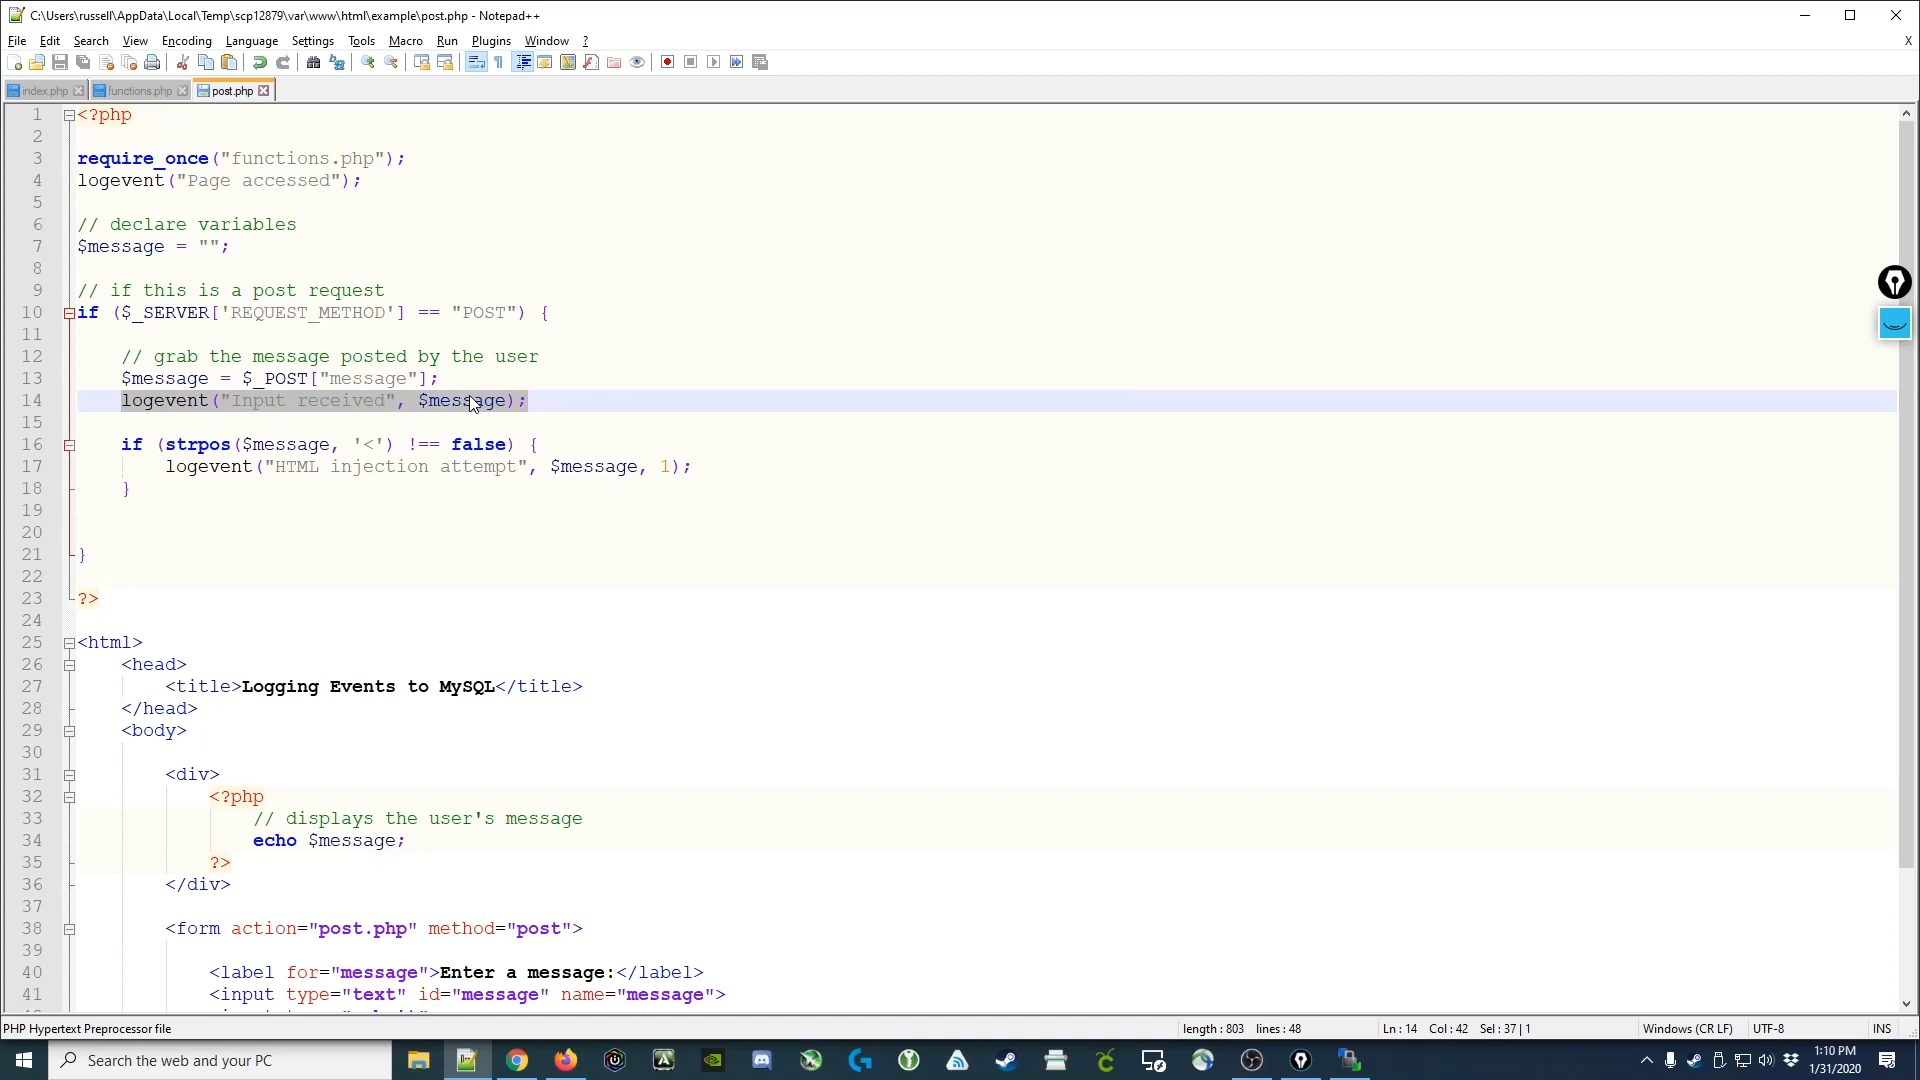 C:\Users\russell\AppData\Local\Temp\scp12879\var\www\html\example\post.php - Notepad++
File Edit Search View Encoding Language Settings Tools Macro Run Plugins Window ? X
index.php functions.php post.php
1 <?php
2
3 require_once("functions.php");
4 logevent("Page accessed");
5
6 // declare variables
7 $message = "";
8
9 // if this is a post request
10 if ($_SERVER['REQUEST_METHOD'] == "POST") {
11
12 // grab the message posted by the user
13 $message = $_POST["message"];
14 logevent("Input received", $message);
15
16 if (strpos($message, '<') !== false) {
17 logevent("HTML injection attempt", $message, 1);
18 }
19
20
21 }
22
23 ?>
24
25 <html>
26 <head>
27 <title>Logging Events to MySQL</title>
28 </head>
29 <body>
30
31 <div>
32 <?php
33 // displays the user's message
34 echo $message;
35 ?>
36 </div>
37
38 <form action="post.php" method="post">
39
40 <label for="message">Enter a message:</label>
41 <input type="text" id="message" name="message">
PHP Hypertext Preprocessor file length : 803 lines : 48 Ln : 14 Col : 42 Sel : 37 | 1 Windows (CR LF) UTF-8 INS
Search the web and your PC
1:10 PM
1/31/2020